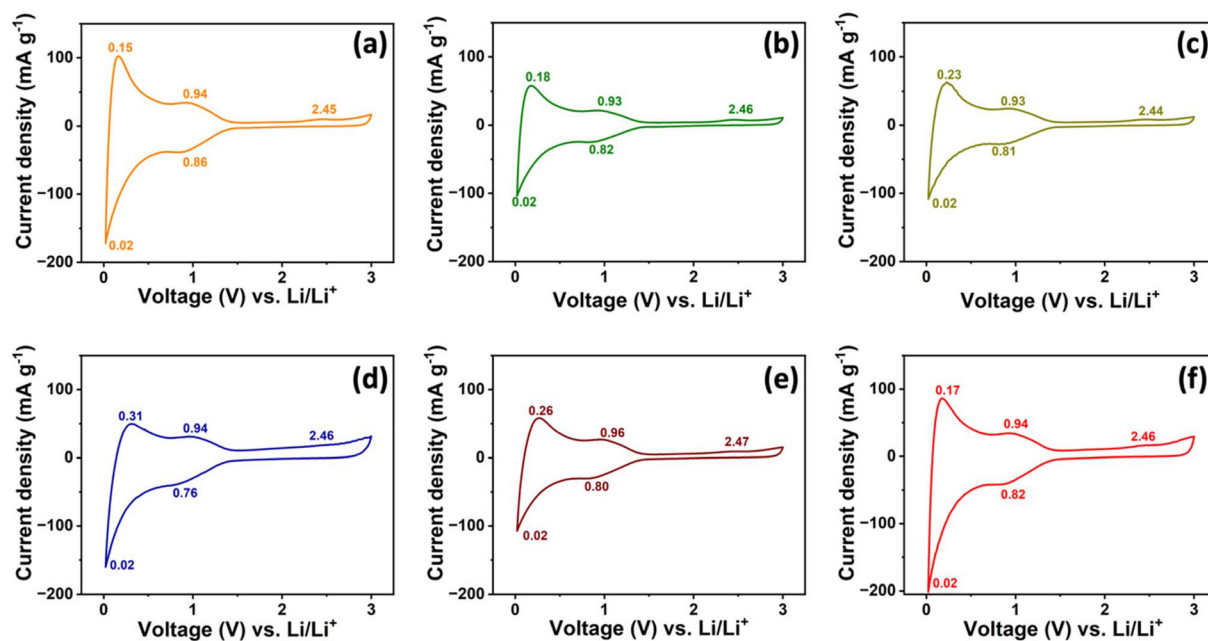 (a)
Current density (mA g⁻¹)
100
0
−100
−200
0.15
0.94
2.45
0.86
0.02
0 1 2 3
Voltage (V) vs. Li/Li⁺
(b)
Current density (mA g⁻¹)
100
0
−100
−200
0.18
0.93
2.46
0.82
0.02
0 1 2 3
Voltage (V) vs. Li/Li⁺
(c)
Current density (mA g⁻¹)
100
0
−100
−200
0.23
0.93
2.44
0.81
0.02
0 1 2 3
Voltage (V) vs. Li/Li⁺
(d)
Current density (mA g⁻¹)
100
0
−100
−200
0.31
0.94
2.46
0.76
0.02
0 1 2 3
Voltage (V) vs. Li/Li⁺
(e)
Current density (mA g⁻¹)
100
0
−100
−200
0.26
0.96
2.47
0.80
0.02
0 1 2 3
Voltage (V) vs. Li/Li⁺
(f)
Current density (mA g⁻¹)
100
0
−100
−200
0.17
0.94
2.46
0.82
0.02
0 1 2 3
Voltage (V) vs. Li/Li⁺